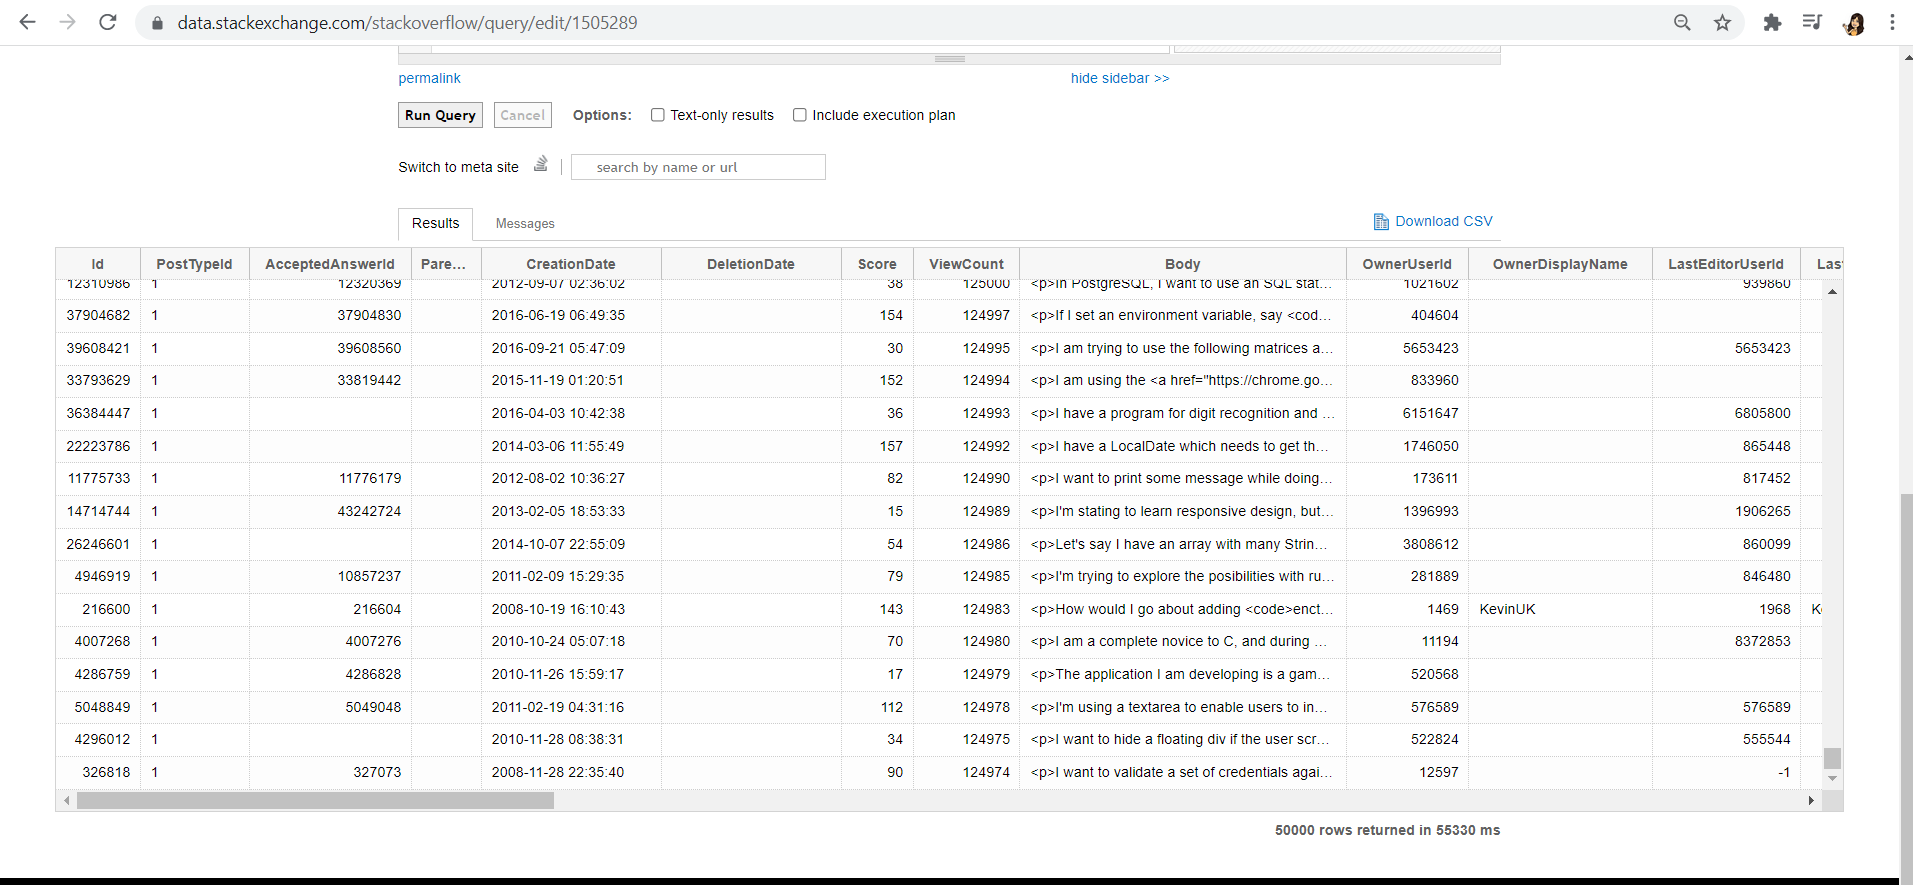 data.stackexchange.com/stackoverflow/query/edit/1505289
permalink hide sidebar >>
Run Query Cancel Options: Text-only results Include execution plan
Switch to meta site | search by name or url
Results Messages Download CSV
Id PostTypeId AcceptedAnswerId Pare... CreationDate DeletionDate Score ViewCount Body OwnerUserId OwnerDisplayName LastEditorUserId Las
12310986 1 12320369 2012-09-07 02:36:02 38 125000 <p>In PostgreSQL, I want to use an SQL stat... 1021602 939860
37904682 1 37904830 2016-06-19 06:49:35 154 124997 <p>If I set an environment variable, say <cod... 404604
39608421 1 39608560 2016-09-21 05:47:09 30 124995 <p>I am trying to use the following matrices a... 5653423 5653423
33793629 1 33819442 2015-11-19 01:20:51 152 124994 <p>I am using the <a href="https://chrome.go... 833960
36384447 1 2016-04-03 10:42:38 36 124993 <p>I have a program for digit recognition and ... 6151647 6805800
22223786 1 2014-03-06 11:55:49 157 124992 <p>I have a LocalDate which needs to get th... 1746050 865448
11775733 1 11776179 2012-08-02 10:36:27 82 124990 <p>I want to print some message while doing... 173611 817452
14714744 1 43242724 2013-02-05 18:53:33 15 124989 <p>I'm stating to learn responsive design, but... 1396993 1906265
26246601 1 2014-10-07 22:55:09 54 124986 <p>Let's say I have an array with many Strin... 3808612 860099
4946919 1 10857237 2011-02-09 15:29:35 79 124985 <p>I'm trying to explore the posibilities with ru... 281889 846480
216600 1 216604 2008-10-19 16:10:43 143 124983 <p>How would I go about adding <code>enct... 1469 KevinUK 1968 Ke
4007268 1 4007276 2010-10-24 05:07:18 70 124980 <p>I am a complete novice to C, and during ... 11194 8372853
4286759 1 4286828 2010-11-26 15:59:17 17 124979 <p>The application I am developing is a gam... 520568
5048849 1 5049048 2011-02-19 04:31:16 112 124978 <p>I'm using a textarea to enable users to in... 576589 576589
4296012 1 2010-11-28 08:38:31 34 124975 <p>I want to hide a floating div if the user scr... 522824 555544
326818 1 327073 2008-11-28 22:35:40 90 124974 <p>I want to validate a set of credentials agai... 12597 -1
50000 rows returned in 55330 ms